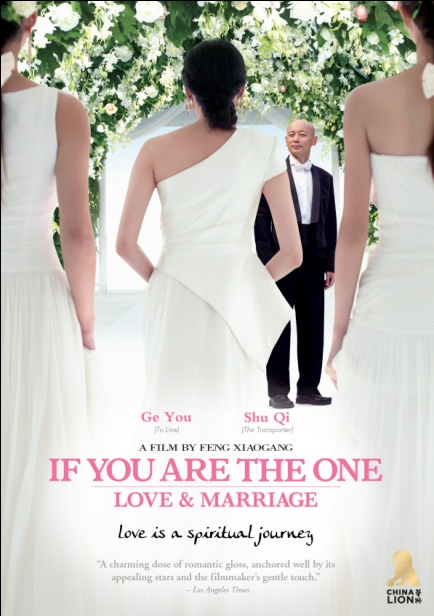 Ge You
(To Live)
Shu Qi
(The Transporter)
A FILM BY FENG XIAOGANG
IF YOU ARE THE ONE
LOVE & MARRIAGE
Love is a spiritual journey
“A charming dose of romantic gloss, anchored well by its
appealing stars and the filmmaker’s gentle touch.”
– Los Angeles Times
CHINA
LION